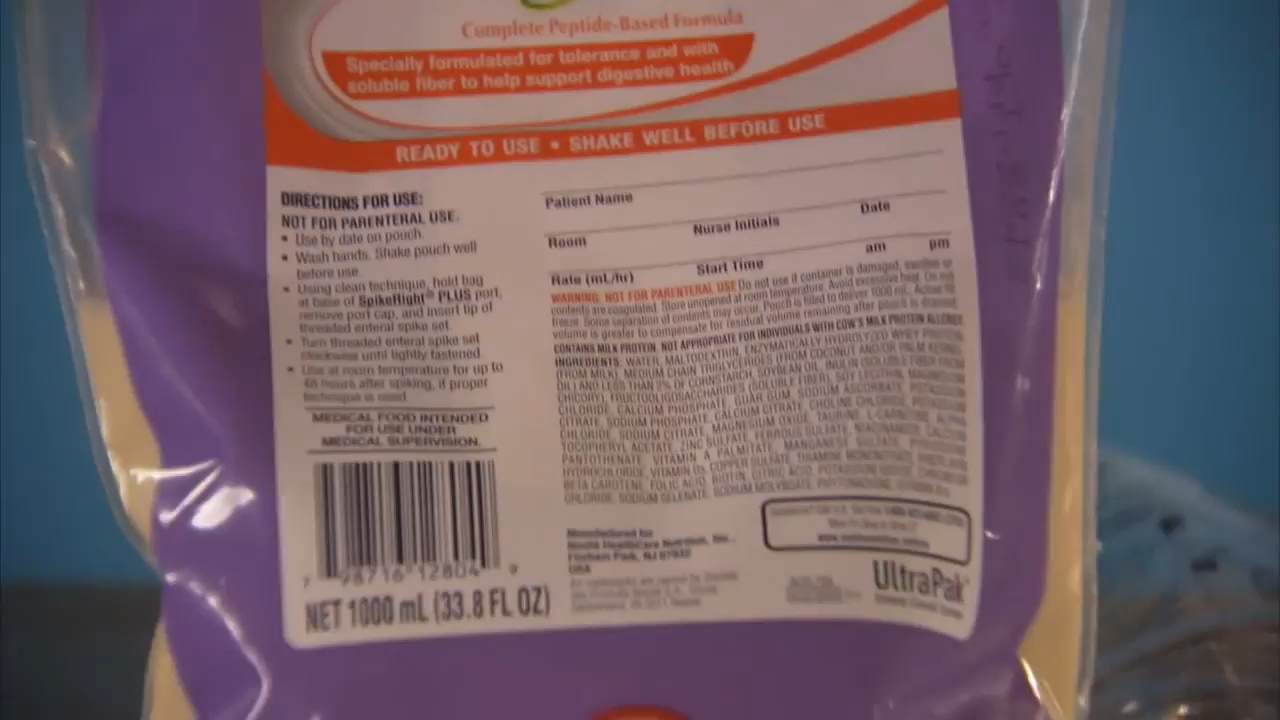 Complete Peptide-Based Formula
Specially formulated for tolerance and with
soluble fiber to help support digestive health
READY TO USE • SHAKE WELL BEFORE USE
DIRECTIONS FOR USE:
NOT FOR PARENTERAL USE.
• Use by date on pouch.
• Wash hands. Shake pouch well
before use.
• Using clean technique, hold bag
at base of SpikeRight® PLUS port,
remove port cap, and insert tip of
threaded enteral spike set.
• Turn threaded enteral spike set
clockwise until tightly fastened.
• Use at room temperature for up to
48 hours after spiking, if proper
technique is used.
MEDICAL FOOD INTENDED
FOR USE UNDER
MEDICAL SUPERVISION.
7 98716 12804 9
NET 1000 mL (33.8 FL OZ)
Patient Name
Room Nurse Initials Date
Rate (mL/hr) Start Time am pm
WARNING: NOT FOR PARENTERAL USE Do not use if container is damaged, swollen or
contents are coagulated. Store unopened at room temperature. Avoid excessive heat. Do not
freeze. Some separation of contents may occur. Pouch is filled to deliver 1000 mL. Actual fill
volume is greater to compensate for residual volume remaining after pouch is drained.
CONTAINS MILK PROTEIN. NOT APPROPRIATE FOR INDIVIDUALS WITH COW'S MILK PROTEIN ALLERGY.
INGREDIENTS: WATER, MALTODEXTRIN, ENZYMATICALLY HYDROLYZED WHEY PROTEIN
(FROM MILK), MEDIUM CHAIN TRIGLYCERIDES (FROM COCONUT AND/OR PALM KERNEL
OIL) AND LESS THAN 2% OF CORNSTARCH, SOYBEAN OIL, INULIN (SOLUBLE FIBER FROM
CHICORY), FRUCTOOLIGOSACCHARIDES (SOLUBLE FIBER), SOY LECITHIN, MAGNESIUM
CHLORIDE, CALCIUM PHOSPHATE, GUAR GUM, SODIUM ASCORBATE, POTASSIUM
CITRATE, SODIUM PHOSPHATE, CALCIUM CITRATE, CHOLINE CHLORIDE, POTASSIUM
CHLORIDE, SODIUM CITRATE, MAGNESIUM OXIDE, TAURINE, L-CARNITINE, ALPHA
TOCOPHERYL ACETATE, ZINC SULFATE, FERROUS SULFATE, NIACINAMIDE, CALCIUM
PANTOTHENATE, VITAMIN A PALMITATE, MANGANESE SULFATE, PYRIDOXINE
HYDROCHLORIDE, VITAMIN D3, COPPER SULFATE, THIAMINE MONONITRATE,
BETA CAROTENE, FOLIC ACID, BIOTIN, CITRIC ACID, POTASSIUM IODIDE, CHROMIUM
CHLORIDE, SODIUM SELENATE, SODIUM MOLYBDATE, PHYTONADIONE,
Manufactured for
Nestlé HealthCare Nutrition, Inc.,
Florham Park, NJ 07932
USA
UltraPak